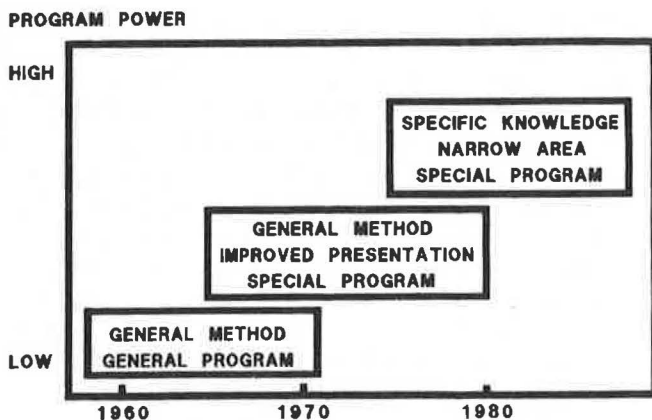 PROGRAM POWER
HIGH
SPECIFIC KNOWLEDGE
NARROW AREA
SPECIAL PROGRAM
GENERAL METHOD
IMPROVED PRESENTATION
SPECIAL PROGRAM
GENERAL METHOD
GENERAL PROGRAM
LOW
1960 1970 1980